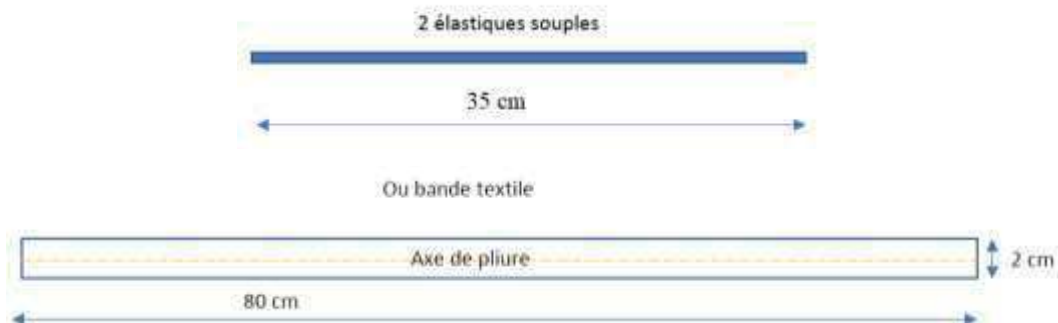 2 élastiques souples
35 cm
Ou bande textile
Axe de pliure
2 cm
80 cm